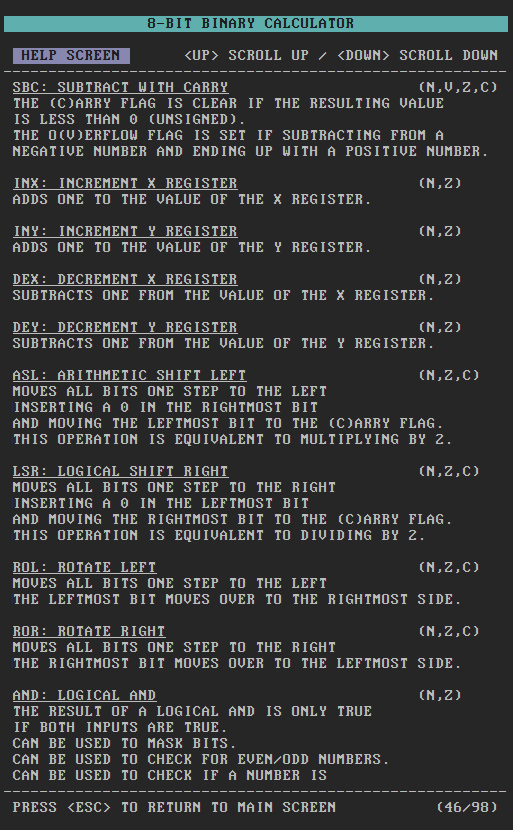 8-BIT BINARY CALCULATOR
HELP SCREEN <UP> SCROLL UP / <DOWN> SCROLL DOWN
SBC: SUBTRACT WITH CARRY (N,V,Z,C)
THE (C)ARRY FLAG IS CLEAR IF THE RESULTING VALUE
IS LESS THAN 0 (UNSIGNED).
THE O(V)ERFLOW FLAG IS SET IF SUBTRACTING FROM A
NEGATIVE NUMBER AND ENDING UP WITH A POSITIVE NUMBER.
INX: INCREMENT X REGISTER (N,Z)
ADDS ONE TO THE VALUE OF THE X REGISTER.
INY: INCREMENT Y REGISTER (N,Z)
ADDS ONE TO THE VALUE OF THE Y REGISTER.
DEX: DECREMENT X REGISTER (N,Z)
SUBTRACTS ONE FROM THE VALUE OF THE X REGISTER.
DEY: DECREMENT Y REGISTER (N,Z)
SUBTRACTS ONE FROM THE VALUE OF THE Y REGISTER.
ASL: ARITHMETIC SHIFT LEFT (N,Z,C)
MOVES ALL BITS ONE STEP TO THE LEFT
INSERTING A 0 IN THE RIGHTMOST BIT
AND MOVING THE LEFTMOST BIT TO THE (C)ARRY FLAG.
THIS OPERATION IS EQUIVALENT TO MULTIPLYING BY 2.
LSR: LOGICAL SHIFT RIGHT (N,Z,C)
MOVES ALL BITS ONE STEP TO THE RIGHT
INSERTING A 0 IN THE LEFTMOST BIT
AND MOVING THE RIGHTMOST BIT TO THE (C)ARRY FLAG.
THIS OPERATION IS EQUIVALENT TO DIVIDING BY 2.
ROL: ROTATE LEFT (N,Z,C)
MOVES ALL BITS ONE STEP TO THE LEFT
THE LEFTMOST BIT MOVES OVER TO THE RIGHTMOST SIDE.
ROR: ROTATE RIGHT (N,Z,C)
MOVES ALL BITS ONE STEP TO THE RIGHT
THE RIGHTMOST BIT MOVES OVER TO THE LEFTMOST SIDE.
AND: LOGICAL AND (N,Z)
THE RESULT OF A LOGICAL AND IS ONLY TRUE
IF BOTH INPUTS ARE TRUE.
CAN BE USED TO MASK BITS.
CAN BE USED TO CHECK FOR EVEN/ODD NUMBERS.
CAN BE USED TO CHECK IF A NUMBER IS
PRESS <ESC> TO RETURN TO MAIN SCREEN (46/98)